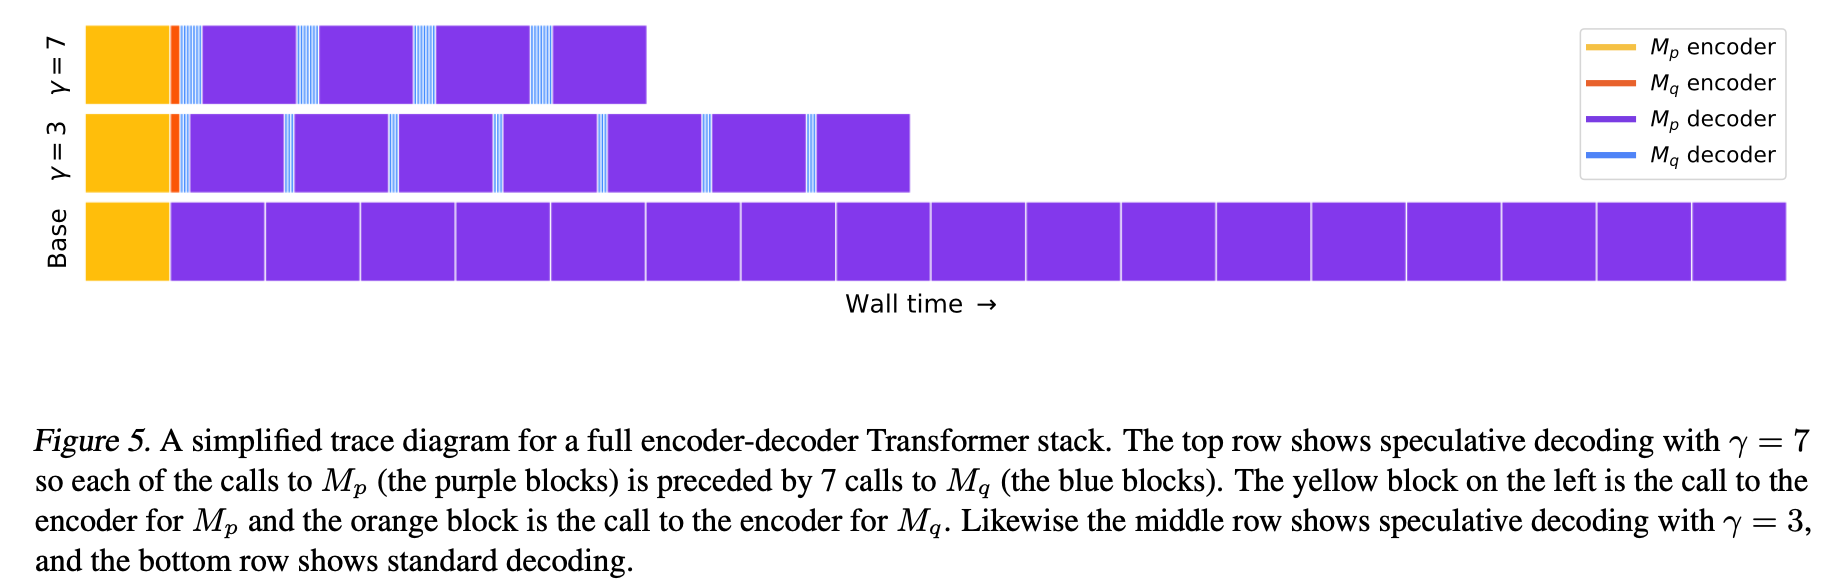 γ = 7
γ = 3
Base
Wall time →
Mp encoder
Mq encoder
Mp decoder
Mq decoder
Figure 5. A simplified trace diagram for a full encoder-decoder Transformer stack. The top row shows speculative decoding with γ = 7
so each of the calls to Mp (the purple blocks) is preceded by 7 calls to Mq (the blue blocks). The yellow block on the left is the call to the
encoder for Mp and the orange block is the call to the encoder for Mq. Likewise the middle row shows speculative decoding with γ = 3,
and the bottom row shows standard decoding.